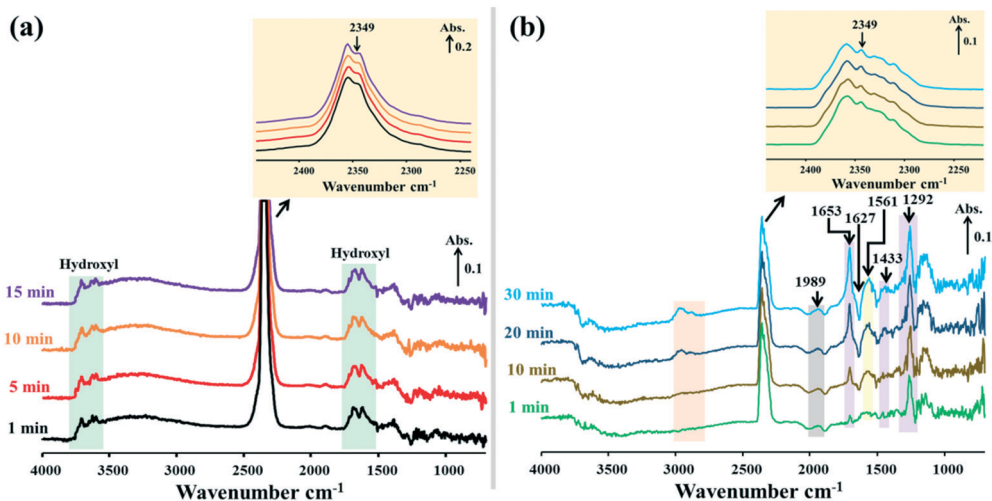 (a)
2349
Abs.
0.2
2400 2350 2300 2250
Wavenumber cm-1
Hydroxyl
Hydroxyl
Abs.
0.1
15 min
10 min
5 min
1 min
4000 3000 2000 1000
Wavenumber cm-1
(b)
2349
Abs.
0.1
2400 2350 2300 2250
Wavenumber cm-1
1653
1627
1561
1292
1433
1989
Abs.
0.1
30 min
20 min
10 min
1 min
4000 3500 3000 2500 2000 1500 1000
Wavenumber cm-1